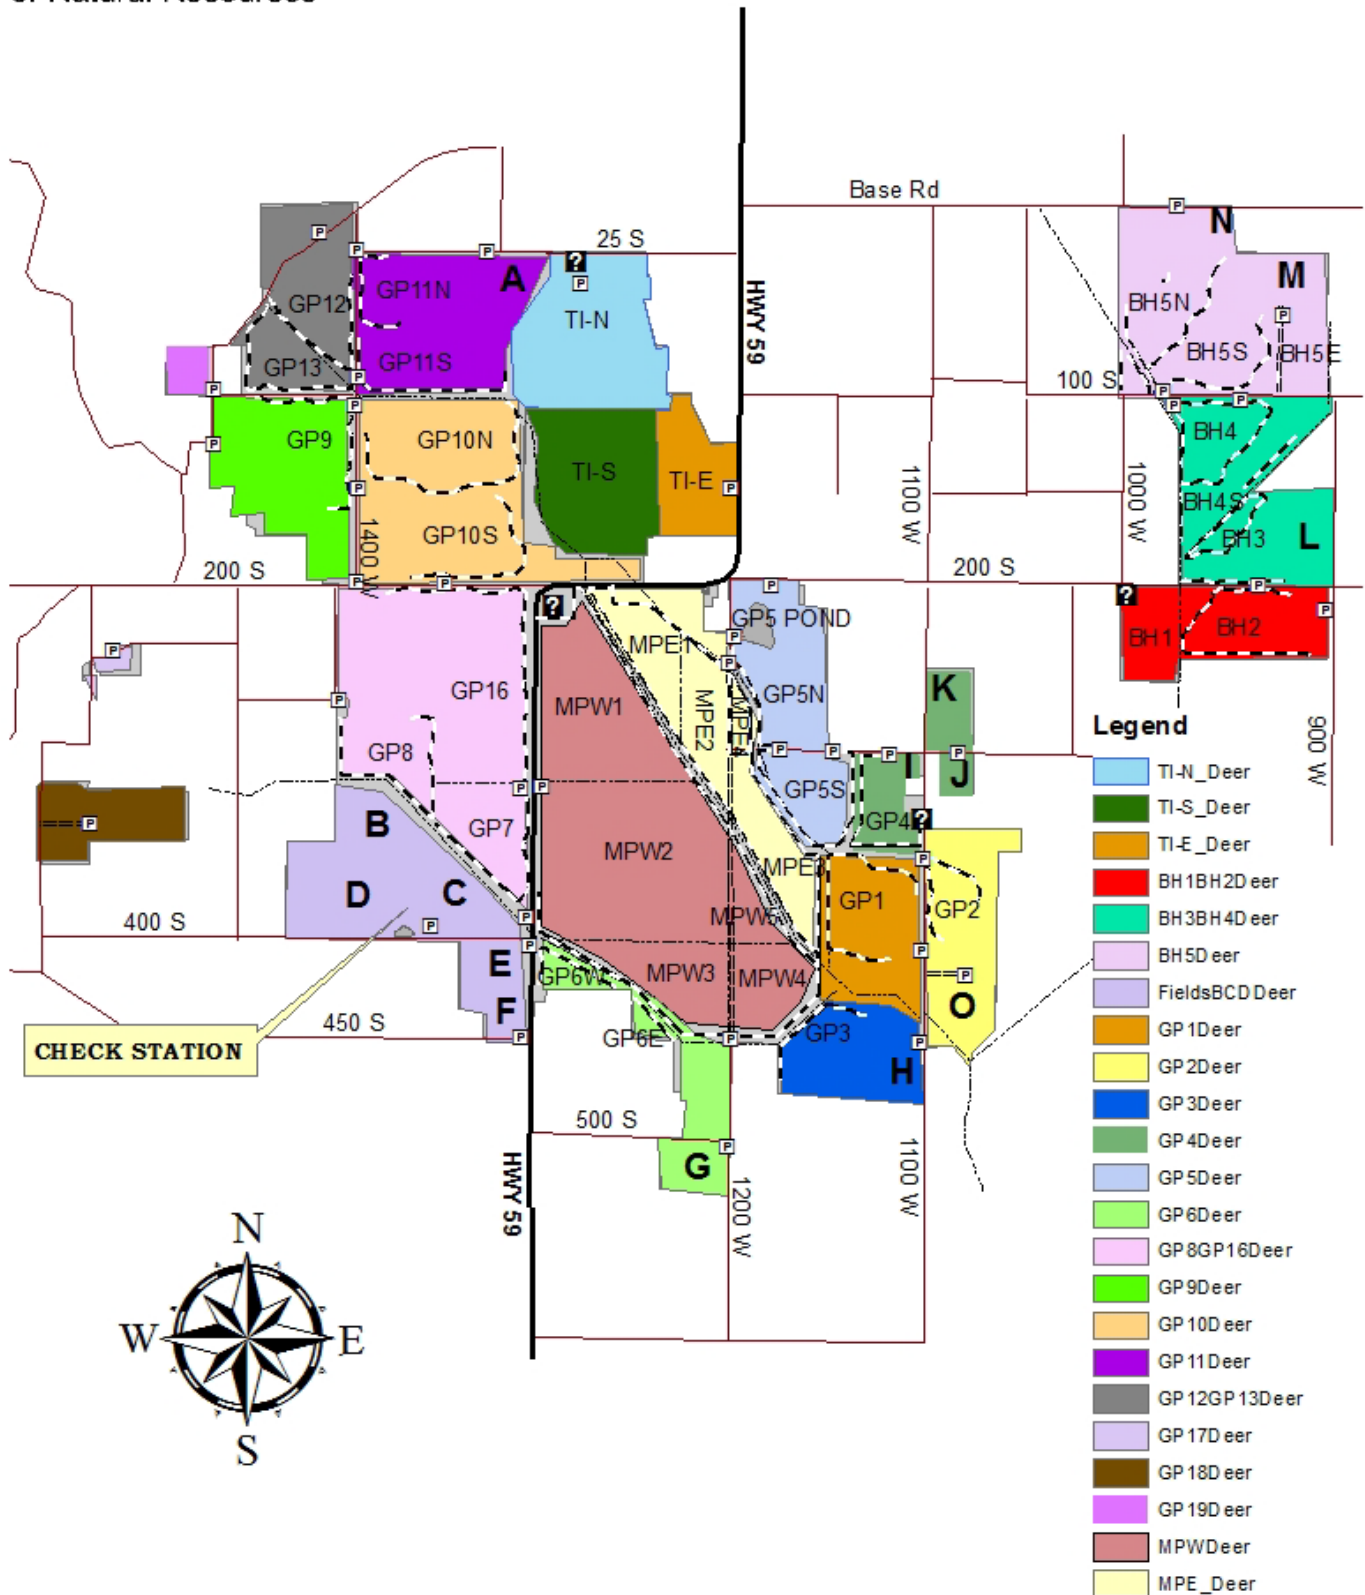 of Natural Resources
Base Rd
25 S
HWY 59
N
M
A
GP11N
GP12
TI-N
BH5N
GP11S
GP13
BH5S
BH5E
100 S
GP9
GP10N
BH4
TI-S
TI-E
1100 W
1000 W
BH4S
GP10S
1400 W
BH3
L
200 S
200 S
GP5 POND
MPE1
BH1
BH2
GP16
MPW1
GP5N
K
MPE2
MPE4
GP8
900 W
I
J
GP5S
B
GP7
GP4
MPW2
MPE3
D
C
GP1
GP2
MPW5
400 S
E
GP6W
MPW3
MPW4
F
O
450 S
GP6E
GP3
CHECK STATION
H
500 S
G
HWY 59
1200 W
1100 W
N
W
E
S
Legend
TI-N_Deer
TI-S_Deer
TI-E_Deer
BH1BH2Deer
BH3BH4Deer
BH5Deer
FieldsBCDDeer
GP1Deer
GP2Deer
GP3Deer
GP4Deer
GP5Deer
GP6Deer
GP8GP16Deer
GP9Deer
GP10Deer
GP11Deer
GP12GP13Deer
GP17Deer
GP18Deer
GP19Deer
MPWDeer
MPE_Deer